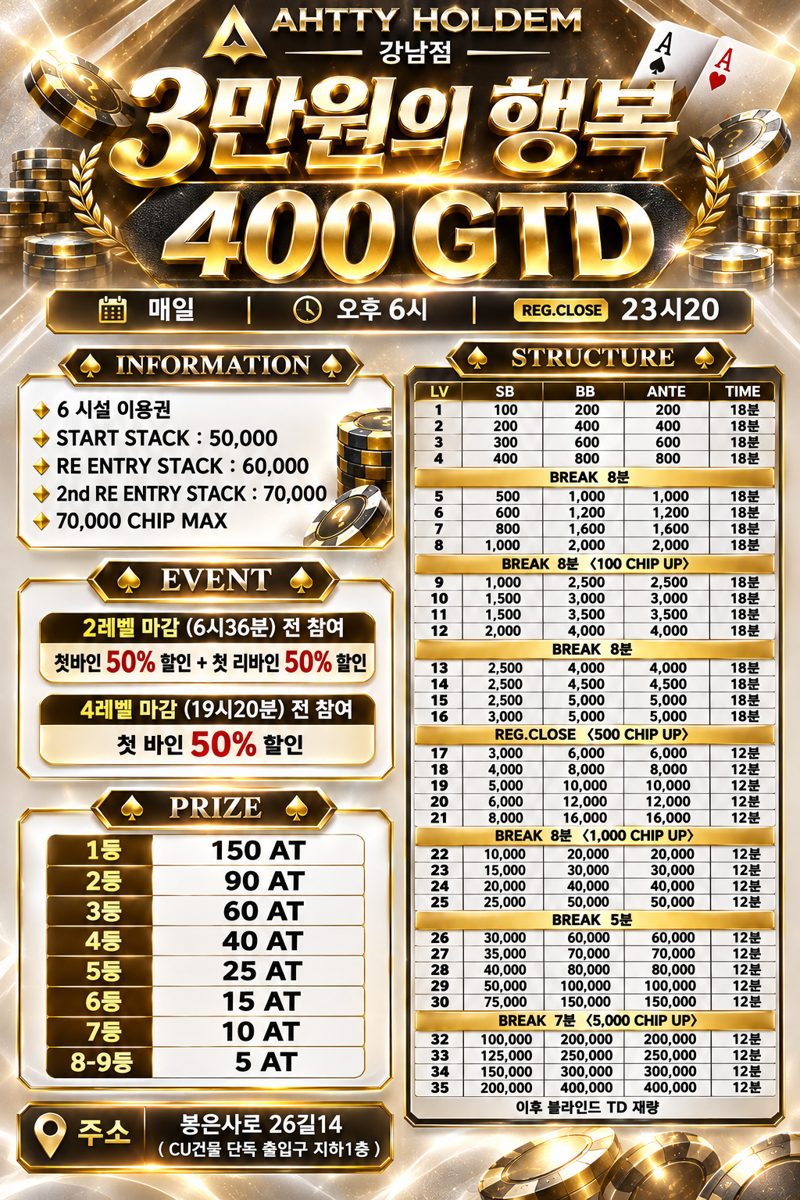 AHTTY HOLDEM
강남점
3만원의 행복
400 GTD
매일 | 오후 6시 | REG.CLOSE 23시20
INFORMATION
6 시설 이용권
START STACK : 50,000
RE ENTRY STACK : 60,000
2nd RE ENTRY STACK : 70,000
70,000 CHIP MAX
EVENT
2레벨 마감 (6시36분) 전 참여
첫바인 50% 할인 + 첫 리바인 50% 할인
4레벨 마감 (19시20분) 전 참여
첫 바인 50% 할인
PRIZE
1등 150 AT
2등 90 AT
3등 60 AT
4등 40 AT
5등 25 AT
6등 15 AT
7등 10 AT
8-9등 5 AT
주소
봉은사로 26길14
( CU건물 단독 출입구 지하1층 )
STRUCTURE
LV SB BB ANTE TIME
1 100 200 200 18분
2 200 400 400 18분
3 300 600 600 18분
4 400 800 800 18분
BREAK 8분
5 500 1,000 1,000 18분
6 600 1,200 1,200 18분
7 800 1,600 1,600 18분
8 1,000 2,000 2,000 18분
BREAK 8분 〈100 CHIP UP〉
9 1,000 2,500 2,500 18분
10 1,500 3,000 3,000 18분
11 1,500 3,500 3,500 18분
12 2,000 4,000 4,000 18분
BREAK 8분
13 2,500 4,000 4,000 18분
14 2,500 4,500 4,500 18분
15 2,500 5,000 5,000 18분
16 3,000 5,000 5,000 18분
REG.CLOSE 〈500 CHIP UP〉
17 3,000 6,000 6,000 12분
18 4,000 8,000 8,000 12분
19 5,000 10,000 10,000 12분
20 6,000 12,000 12,000 12분
21 8,000 16,000 16,000 12분
BREAK 8분 〈1,000 CHIP UP〉
22 10,000 20,000 20,000 12분
23 15,000 30,000 30,000 12분
24 20,000 40,000 40,000 12분
25 25,000 50,000 50,000 12분
BREAK 5분
26 30,000 60,000 60,000 12분
27 35,000 70,000 70,000 12분
28 40,000 80,000 80,000 12분
29 50,000 100,000 100,000 12분
30 75,000 150,000 150,000 12분
BREAK 7분 〈5,000 CHIP UP〉
32 100,000 200,000 200,000 12분
33 125,000 250,000 250,000 12분
34 150,000 300,000 300,000 12분
35 200,000 400,000 400,000 12분
이후 블라인드 TD 재량
A
A